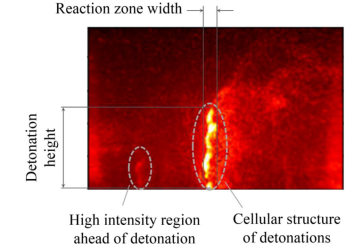 Reaction zone width
Detonation
height
High intensity region
ahead of detonation
Cellular structure
of detonations